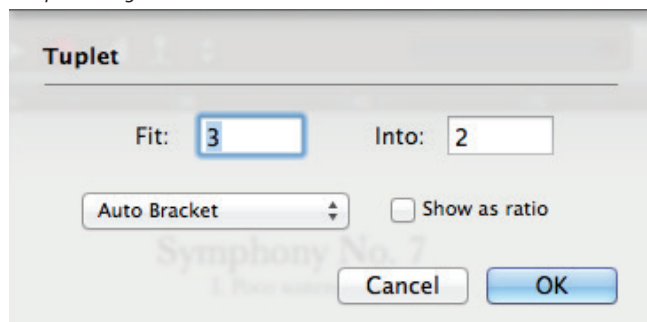 Tuplet
Fit: 3 Into: 2
Auto Bracket Show as ratio
Symphony No. 7
Cancel OK